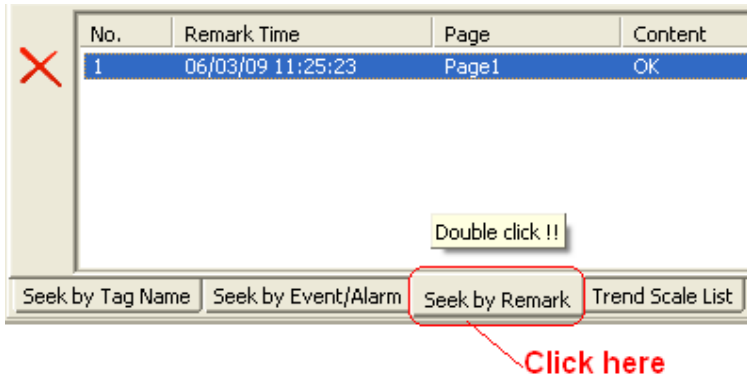 No. Remark Time Page Content
1 06/03/09 11:25:23 Page1 OK
Double click !!
Seek by Tag Name Seek by Event/Alarm Seek by Remark Trend Scale List
Click here